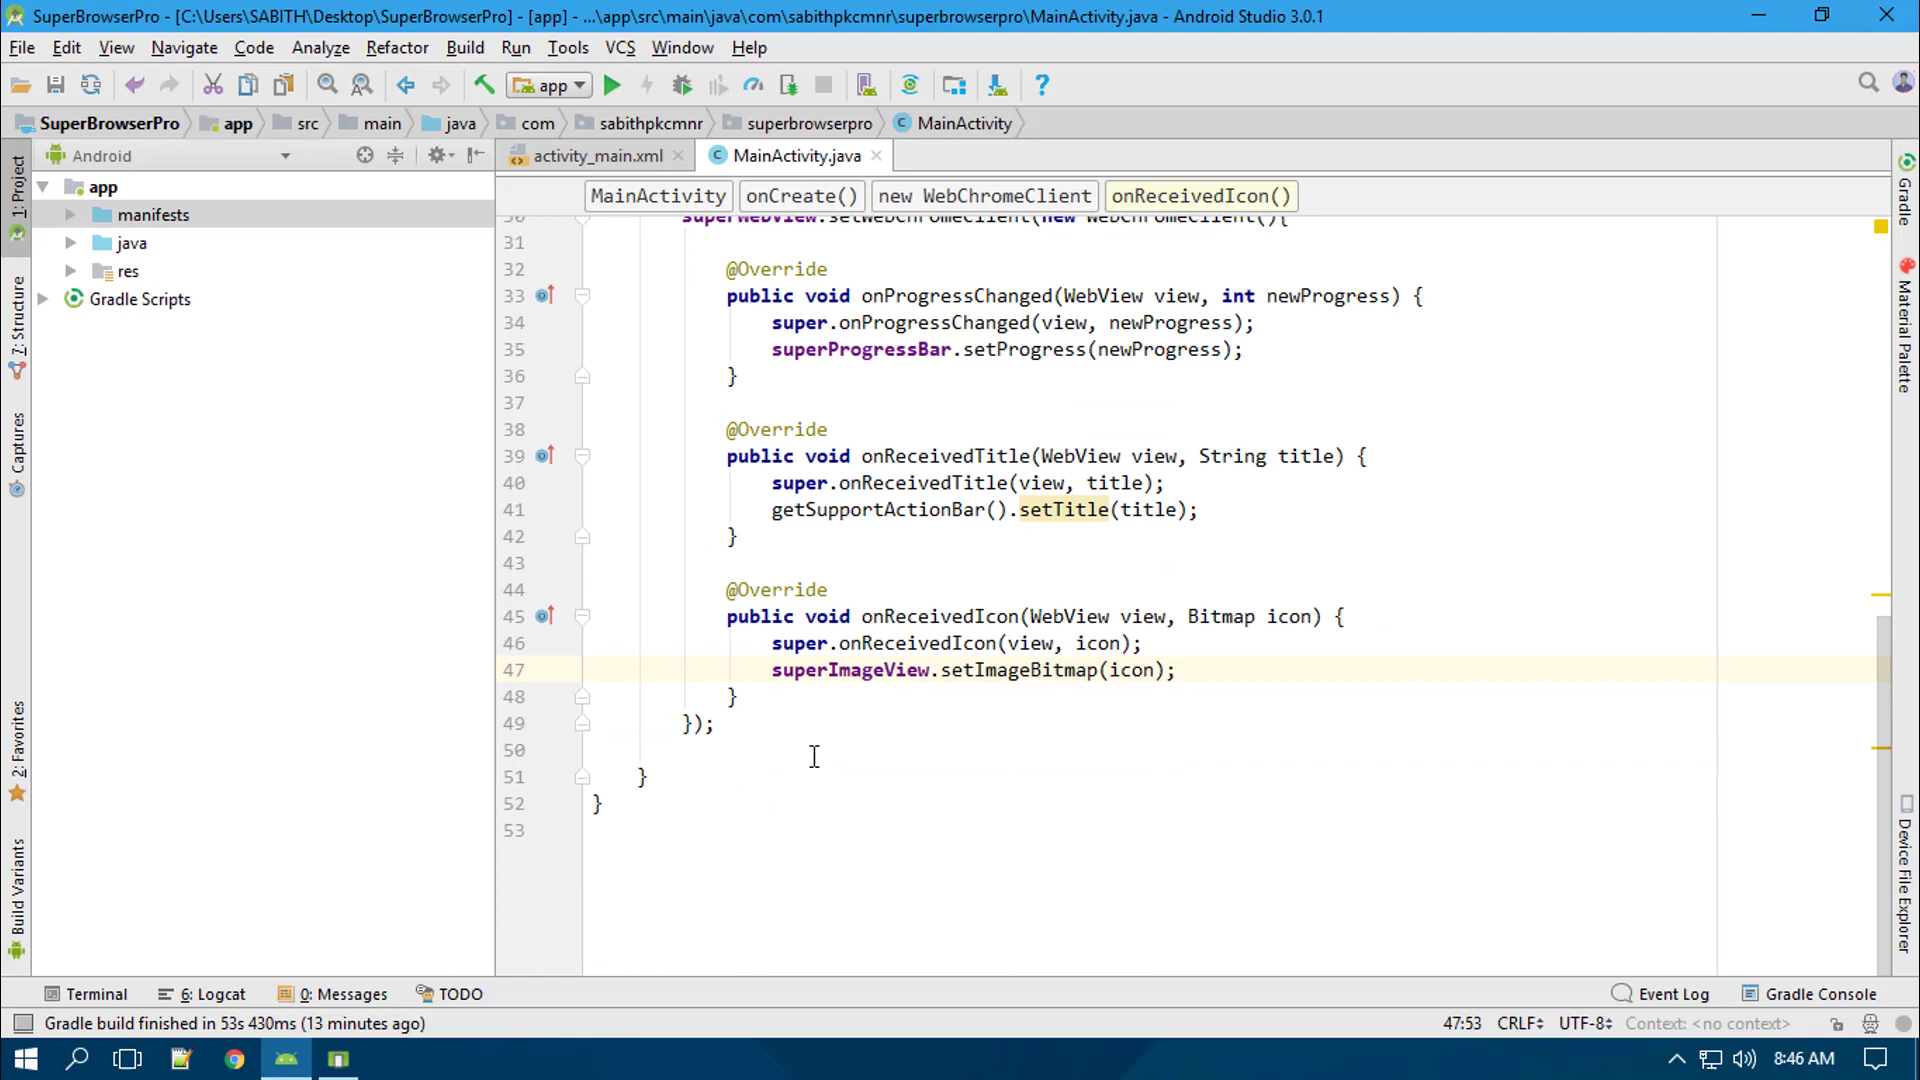 SuperBrowserPro - [C:\Users\SABITH\Desktop\SuperBrowserPro] - [app] - ...\app\src\main\java\com\sabithpkcmnr\superbrowserpro\MainActivity.java - Android Studio 3.0.1
File Edit View Navigate Code Analyze Refactor Build Run Tools VCS Window Help
app
SuperBrowserPro app src main java com sabithpkcmnr superbrowserpro MainActivity
Android
activity_main.xml
MainActivity.java
MainActivity onCreate() new WebChromeClient onReceivedIcon()
1: Project
7: Structure
Captures
2: Favorites
Build Variants
app
manifests
java
res
Gradle Scripts
30 superWebView.setWebChromeClient(new WebChromeClient(){
31
32 @Override
33 public void onProgressChanged(WebView view, int newProgress) {
34 super.onProgressChanged(view, newProgress);
35 superProgressBar.setProgress(newProgress);
36 }
37
38 @Override
39 public void onReceivedTitle(WebView view, String title) {
40 super.onReceivedTitle(view, title);
41 getSupportActionBar().setTitle(title);
42 }
43
44 @Override
45 public void onReceivedIcon(WebView view, Bitmap icon) {
46 super.onReceivedIcon(view, icon);
47 superImageView.setImageBitmap(icon);
48 }
49 });
50
51 }
52 }
53
Gradle
Material Palette
Device File Explorer
Terminal 6: Logcat 0: Messages TODO Event Log Gradle Console
Gradle build finished in 53s 430ms (13 minutes ago) 47:53 CRLF UTF-8 Context: <no context>
8:46 AM